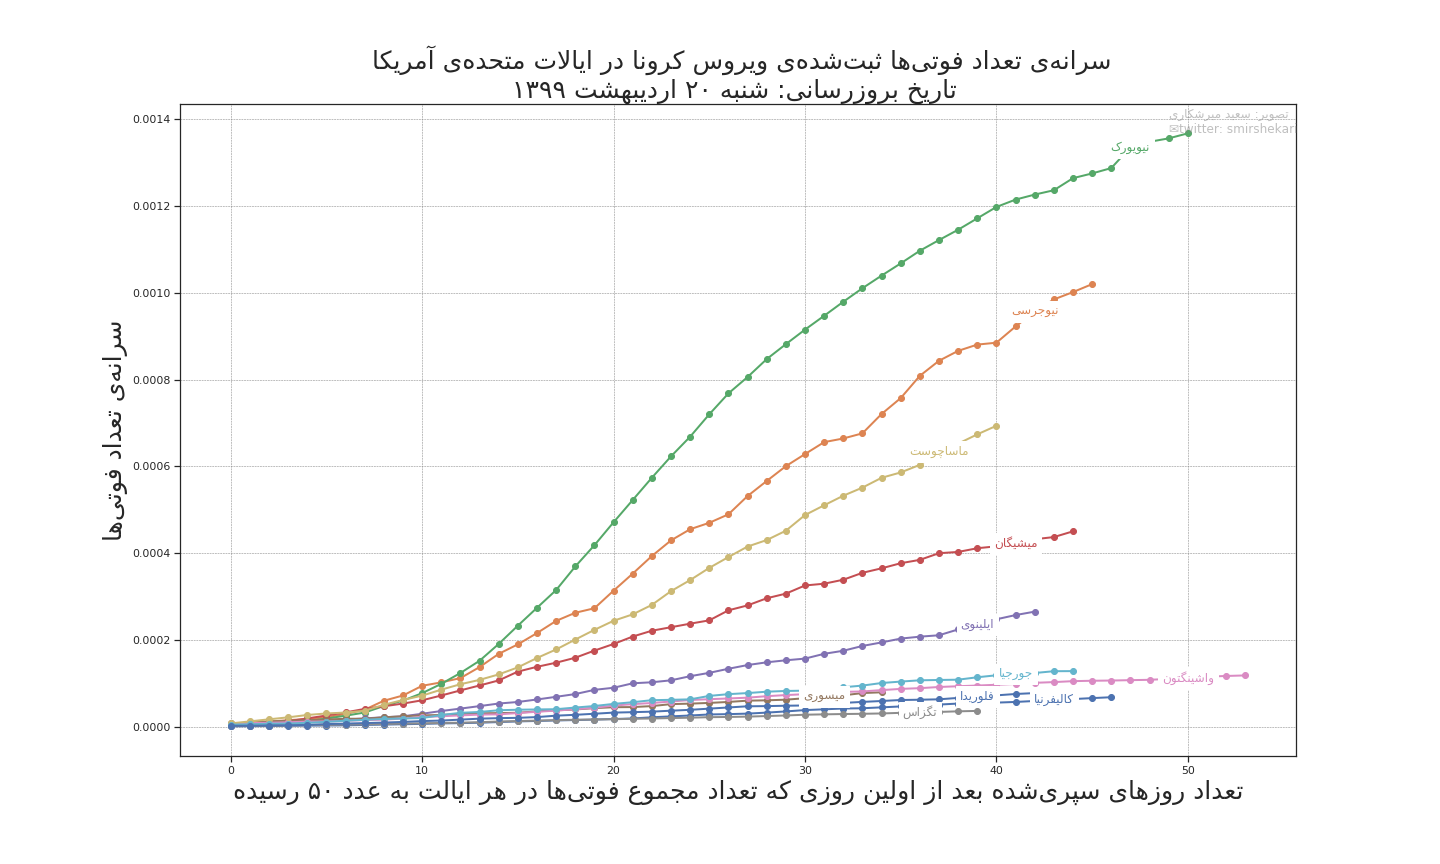 سرانه‌ی تعداد فوتی‌ها ثبت‌شده‌ی ویروس کرونا در ایالات متحده‌ی آمریکا
تاریخ بروزرسانی: شنبه ۲۰ اردیبهشت ۱۳۹۹
تصویر: سعید میرشکاری
✉twitter: smirshekari
سرانه‌ی تعداد فوتی‌ها
0.0014
0.0012
0.0010
0.0008
0.0006
0.0004
0.0002
0.0000
نیویورک
نیوجرسی
ماساچوست
میشیگان
ایلینوی
جورجیا
واشینگتون
میسوری
فلوریدا
کالیفرنیا
تگزاس
0 10 20 30 40 50
تعداد روزهای سپری‌شده بعد از اولین روزی که تعداد مجموع فوتی‌ها در هر ایالت به عدد ۵۰ رسیده